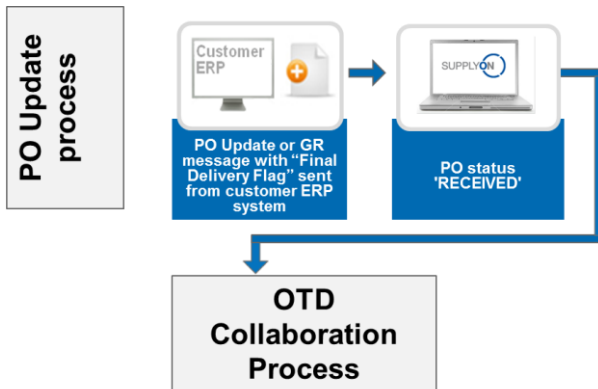 PO Update
process
Customer
ERP
PO Update or GR
message with “Final
Delivery Flag” sent
from customer ERP
system
SUPPLYON
PO status
'RECEIVED'
OTD
Collaboration
Process